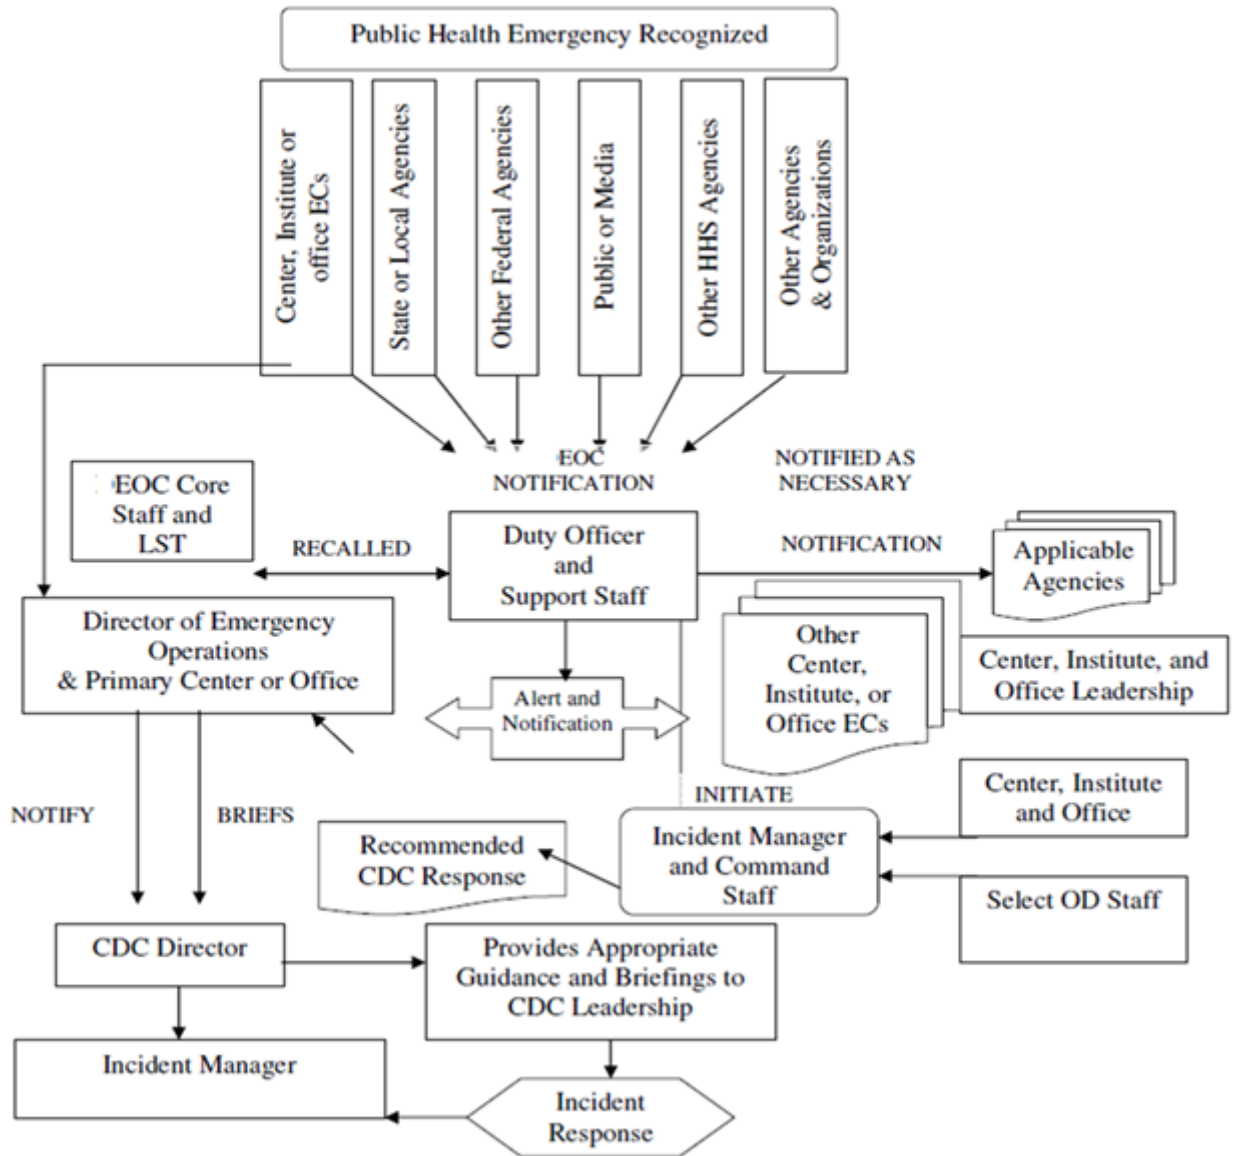 Public Health Emergency Recognized
Center, Institute or
office ECs
State or Local Agencies
Other Federal Agencies
Public or Media
Other HHS Agencies
Other Agencies
& Organizations
EOC
NOTIFICATION
NOTIFIED AS
NECESSARY
EOC Core
Staff and
LST
RECALLED
Duty Officer
and
Support Staff
NOTIFICATION
Applicable
Agencies
Director of Emergency
Operations
& Primary Center or Office
Alert and
Notification
Other
Center,
Institute, or
Office ECs
Center, Institute, and
Office Leadership
NOTIFY
BRIEFS
INITIATE
Center, Institute
and Office
Recommended
CDC Response
Incident Manager
and Command
Staff
Select OD Staff
CDC Director
Provides Appropriate
Guidance and Briefings to
CDC Leadership
Incident Manager
Incident
Response